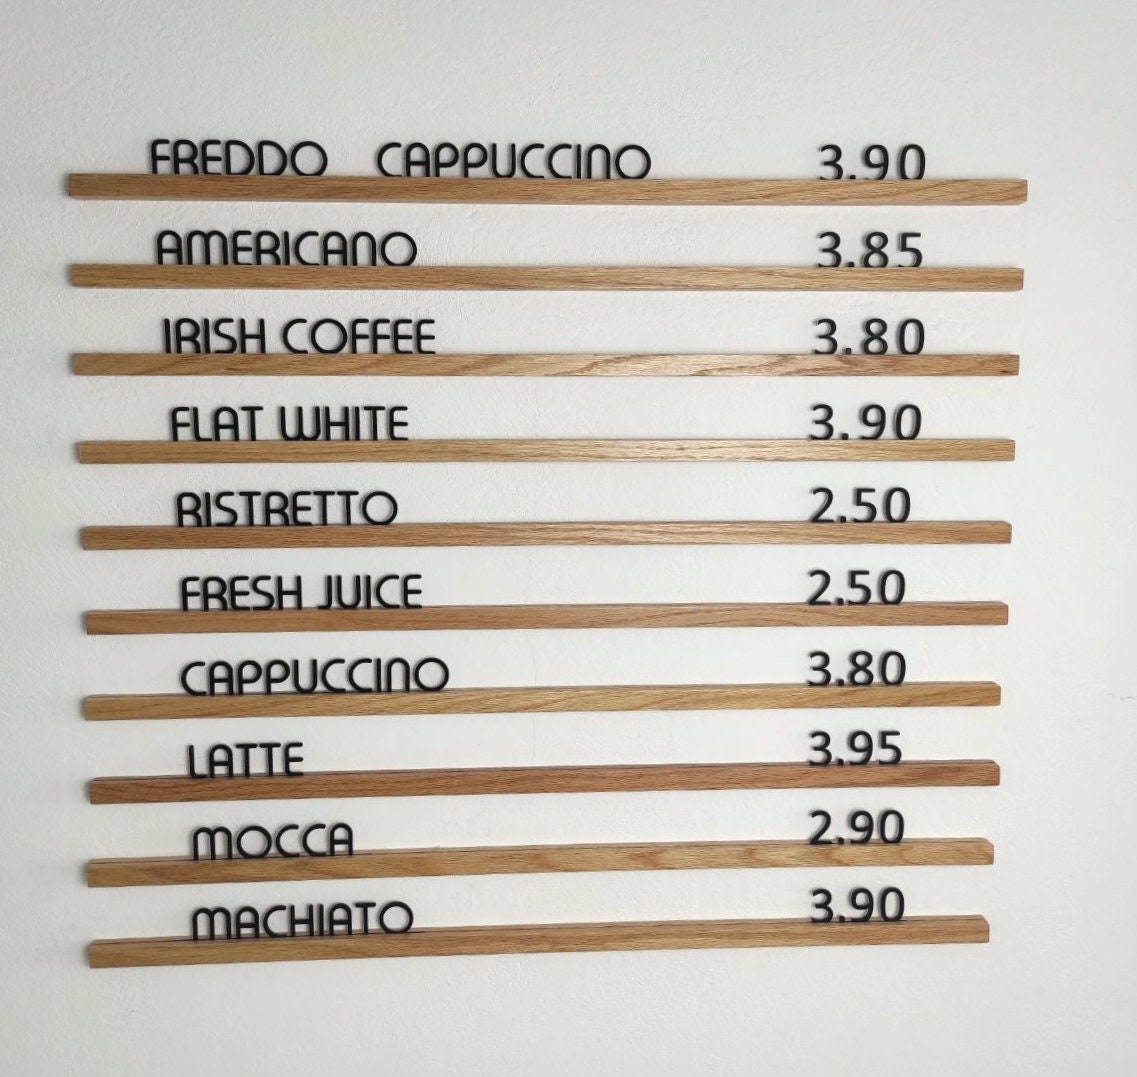 FREDDO CAPPUCCINO 3.90
AMERICANO 3.85
IRISH COFFEE 3.80
FLAT WHITE 3.90
RISTRETTO 2.50
FRESH JUICE 2.50
CAPPUCCINO 3.80
LATTE 3.95
MOCCA 2.90
MACHIATO 3.90